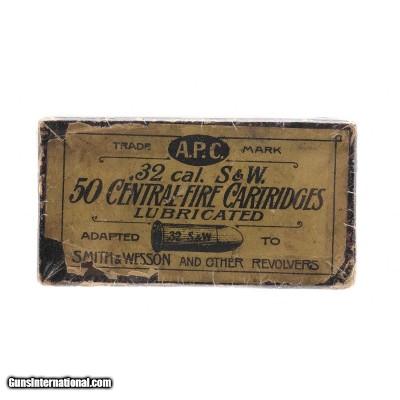 TRADE A.P.C. MARK
.32 cal. S&W.
50 CENTRAL-FIRE CARTRIDGES
LUBRICATED
ADAPTED 32 S&W TO
SMITH & WESSON AND OTHER REVOLVERS
GunsInternational.com